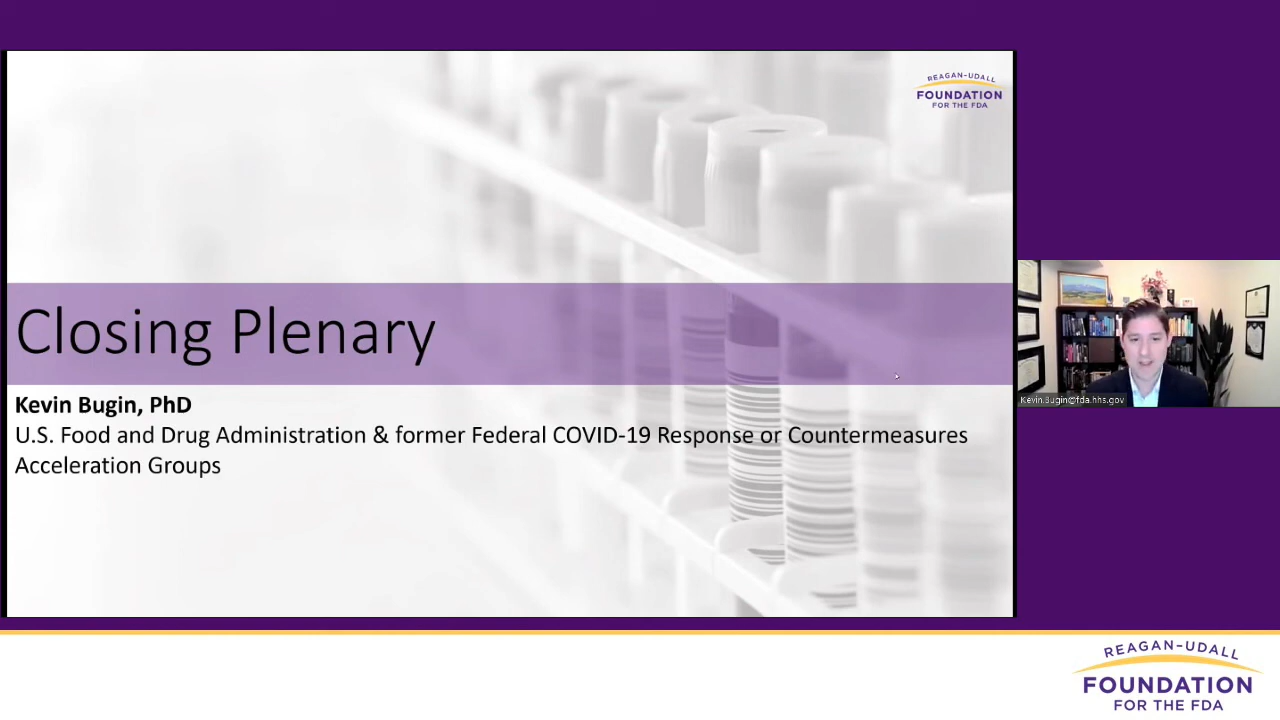 REAGAN-UDALL
FOUNDATION
FOR THE FDA
Closing Plenary
Kevin Bugin, PhD
U.S. Food and Drug Administration & former Federal COVID-19 Response or Countermeasures
Acceleration Groups
Kevin.Bugin@fda.hhs.gov
REAGAN-UDALL
FOUNDATION
FOR THE FDA